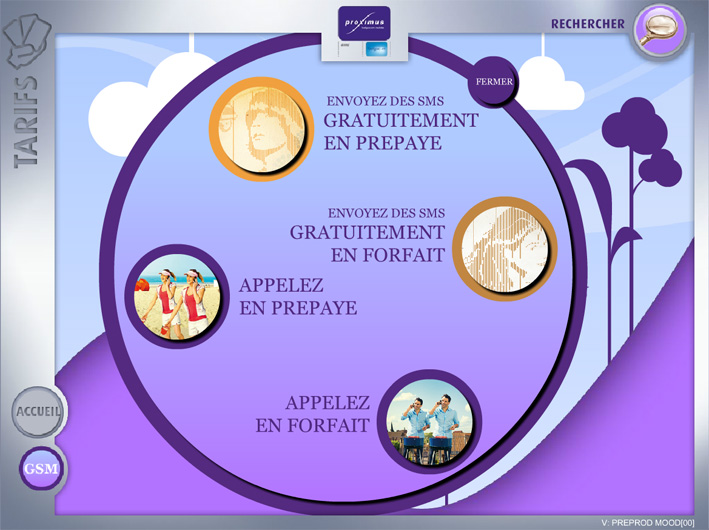 proximus
RECHERCHER
TARIFS
FERMER
ENVOYEZ DES SMS
GRATUITEMENT
EN PREPAYE
ENVOYEZ DES SMS
GRATUITEMENT
EN FORFAIT
APPELEZ
EN PREPAYE
APPELEZ
EN FORFAIT
ACCUEIL
GSM
V: PREPROD MOOD[00]